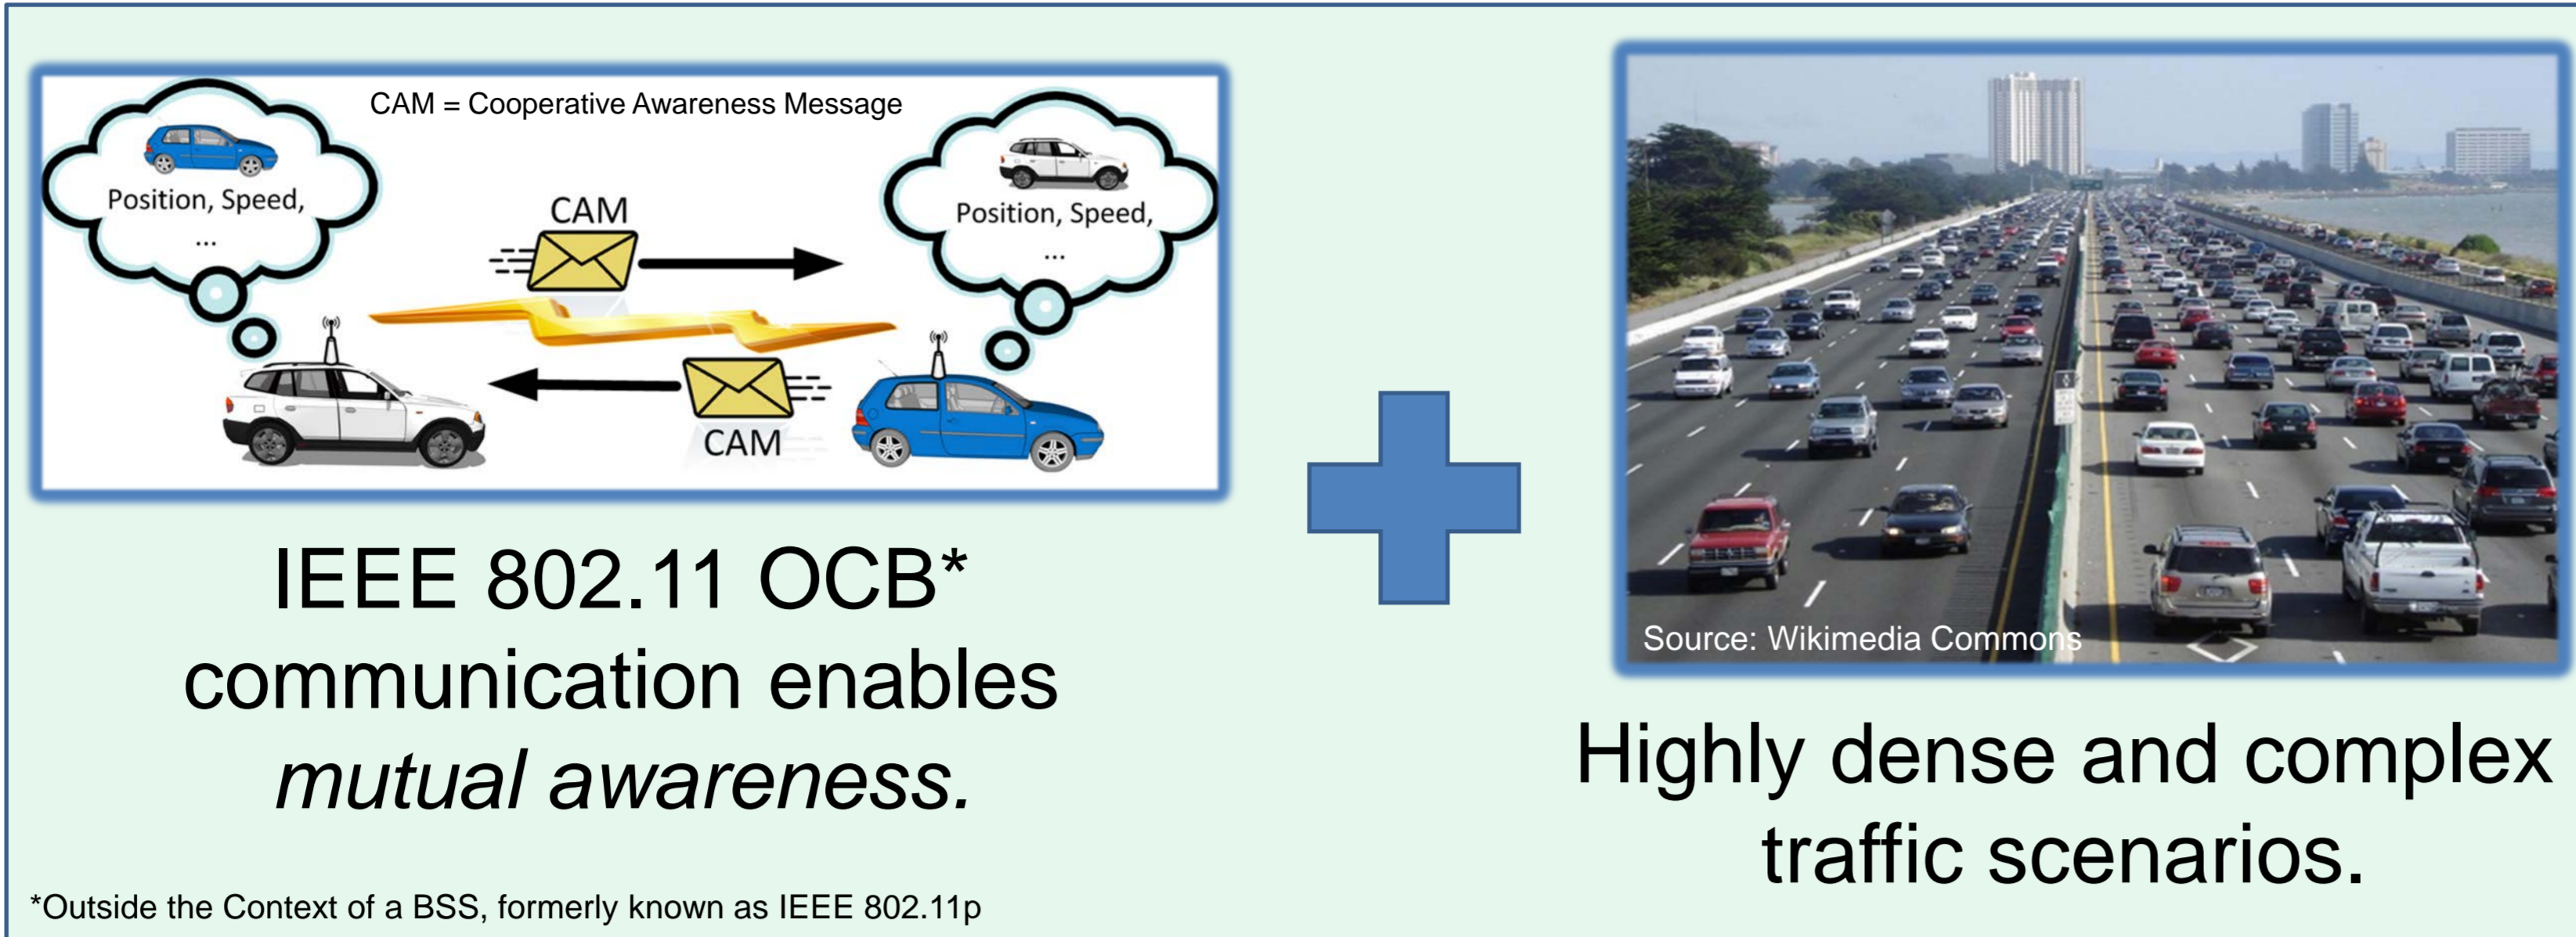 CAM = Cooperative Awareness Message
Position, Speed,
...
CAM
Position, Speed,
...
CAM
IEEE 802.11 OCB*
communication enables
mutual awareness.
*Outside the Context of a BSS, formerly known as IEEE 802.11p
Source: Wikimedia Commons
Highly dense and complex
traffic scenarios.